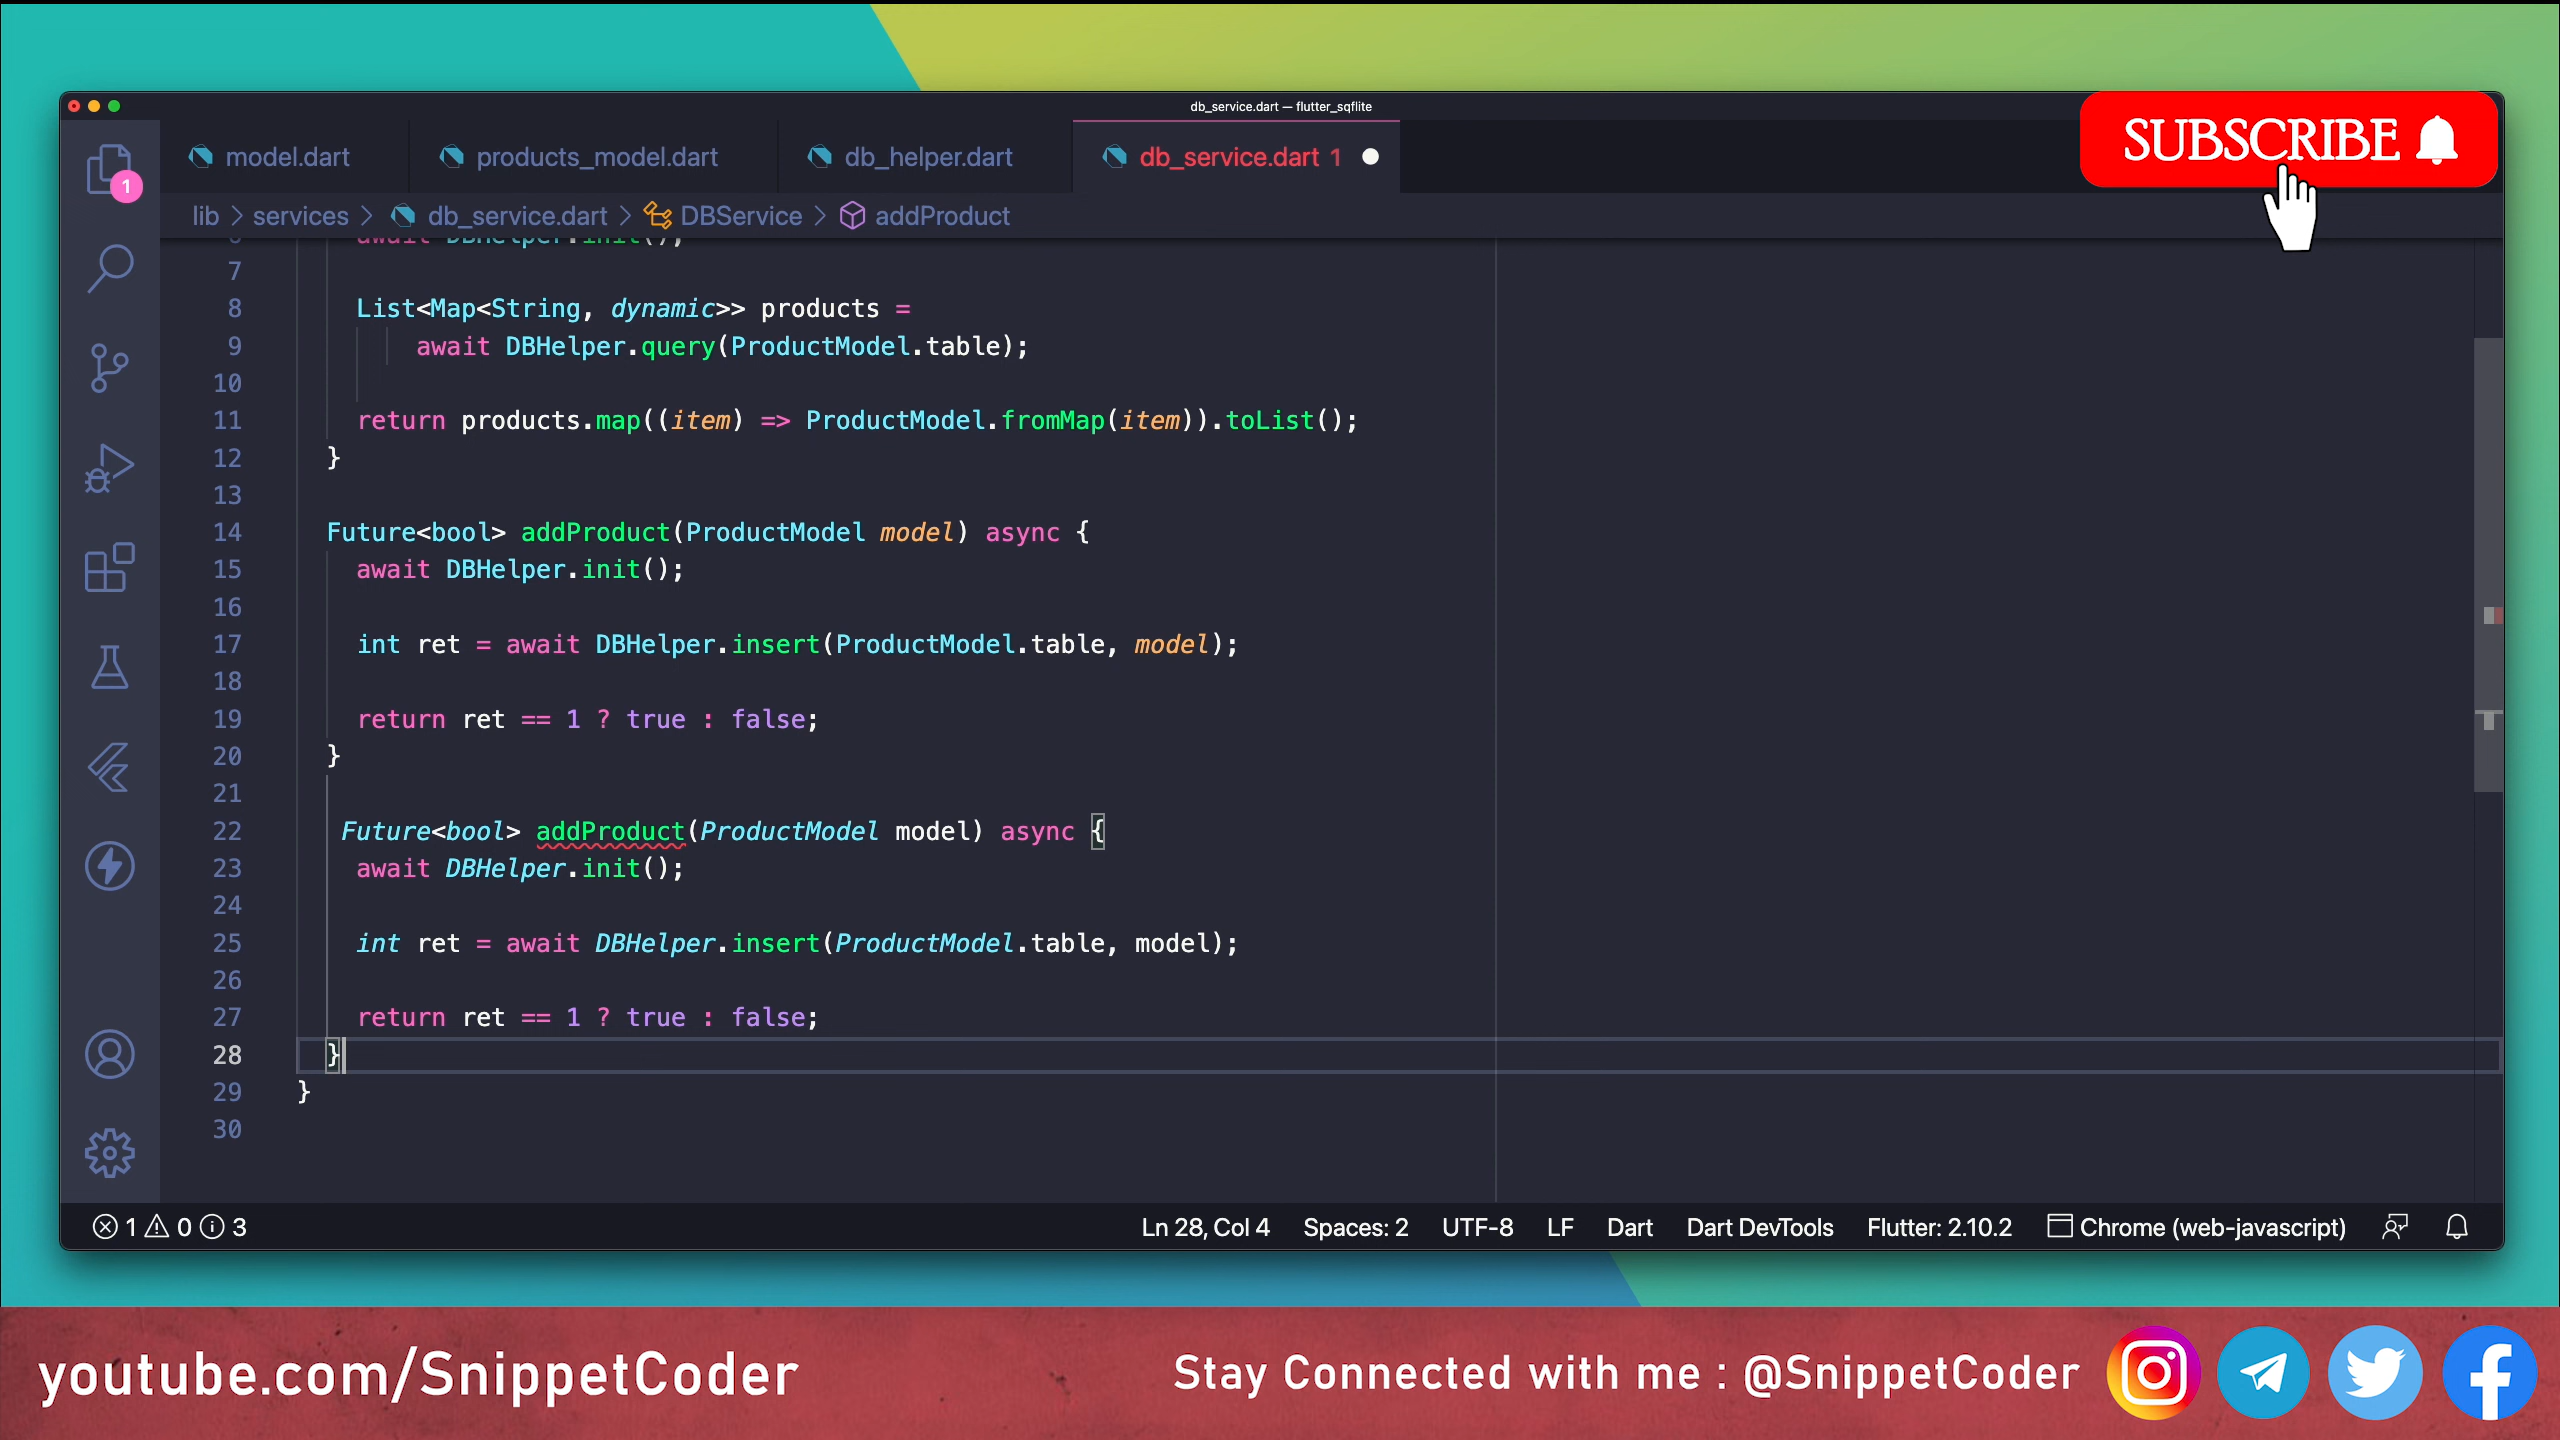 db_service.dart — flutter_sqflite
SUBSCRIBE
model.dart
products_model.dart
db_helper.dart
db_service.dart 1
1
lib > services > db_service.dart > DBService > addProduct
6 await DBHelper.init();
7
8 List<Map<String, dynamic>> products =
9 await DBHelper.query(ProductModel.table);
10
11 return products.map((item) => ProductModel.fromMap(item)).toList();
12 }
13
14 Future<bool> addProduct(ProductModel model) async {
15 await DBHelper.init();
16
17 int ret = await DBHelper.insert(ProductModel.table, model);
18
19 return ret == 1 ? true : false;
20 }
21
22 Future<bool> addProduct(ProductModel model) async {
23 await DBHelper.init();
24
25 int ret = await DBHelper.insert(ProductModel.table, model);
26
27 return ret == 1 ? true : false;
28 }
29 }
30
1 0 3 Ln 28, Col 4 Spaces: 2 UTF-8 LF Dart Dart DevTools Flutter: 2.10.2 Chrome (web-javascript)
youtube.com/SnippetCoder
Stay Connected with me : @SnippetCoder